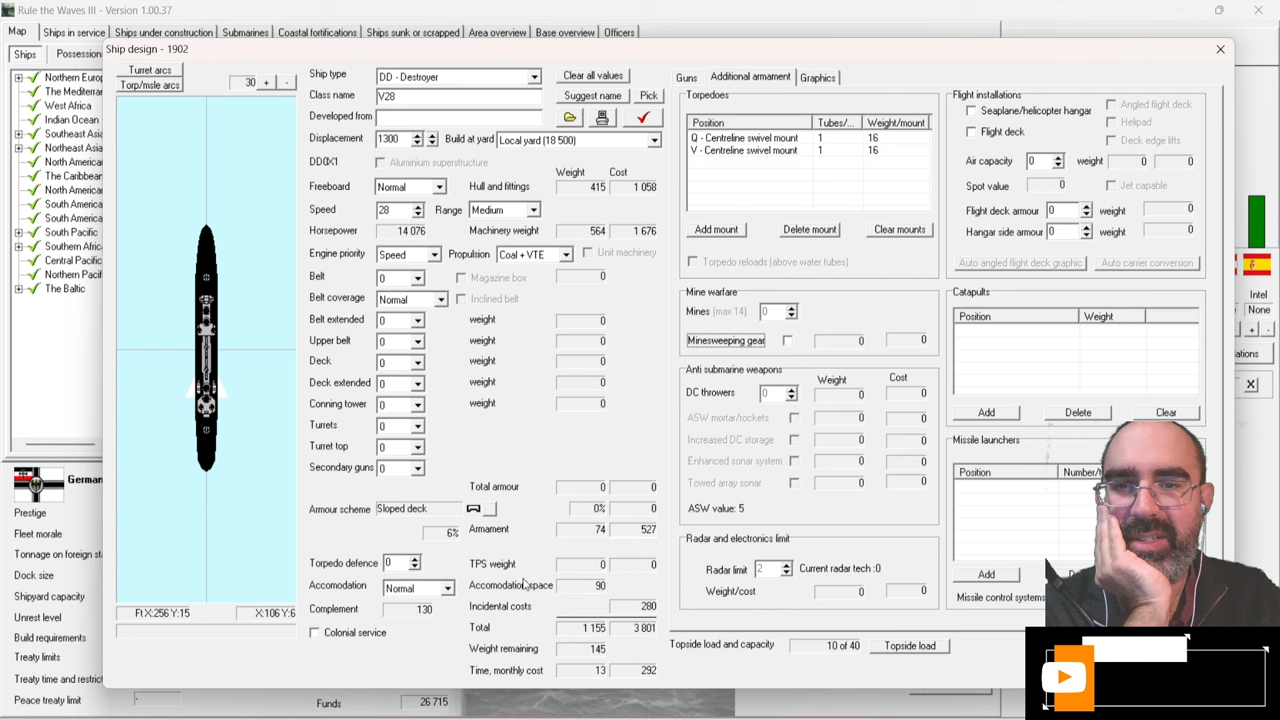 Rule the Waves III - Version 1.00.37
Map
Ships in service
Ships under construction
Submarines
Coastal fortifications
Ships sunk or scrapped
Area overview
Base overview
Officers
Ships
Northern Europ
The Mediterran
West Africa
Indian Ocean
Southeast Asia
Northeast Asia
North America
The Caribbean
North America
South America
South America
South Pacific
Southern Africa
Central Pacific
Northern Pacif
The Baltic
Prestige
Fleet morale
Tonnage on foreign st
Dock size
Shipyard capacity
Unrest level
Build requirements
Treaty limits
Treaty time and restric
Peace treaty limit
Funds 26 715
Intel
None
Ship design - 1902
Turret arcs
Torp/msle arcs
30 + -
Ft X:256 Y:15 X:106 Y:6
Ship type DD - Destroyer Clear all values
Class name V28 Suggest name Pick
Developed from
Displacement 1300 Build at yard Local yard (18 500)
Aluminium superstructure
Weight Cost
Freeboard Normal Hull and fittings 415 1 058
Speed 28 Range Medium
Horsepower 14 076 Machinery weight 564 1 676
Engine priority Speed Propulsion Coal + VTE Unit machinery
Belt 0 Magazine box 0
Belt coverage Normal Inclined belt
Belt extended 0 weight 0
Upper belt 0 weight 0
Deck 0 weight 0
Deck extended 0 weight 0
Conning tower 0 weight 0
Turrets 0
Turret top 0
Secondary guns 0
Total armour 0 0
Armour scheme Sloped deck 0% 0
6% Armament 74 527
Torpedo defence 0 TPS weight 0 0
Accomodation Normal Accomodation space 90
Complement 130 Incidental costs 280
Colonial service Total 1 155 3 801
Weight remaining 145
Time, monthly cost 13 292
Guns
Additional armament
Graphics
Torpedoes
Position Tubes/... Weight/mount
Q - Centreline swivel mount 1 16
V - Centreline swivel mount 1 16
Add mount Delete mount Clear mounts
Torpedo reloads (above water tubes)
Mine warfare
Mines (max 14) 0
Minesweeping gear 0 0
Anti submarine weapons
Weight Cost
DC throwers 0 0 0
ASW mortar/rockets 0 0
Increased DC storage 0 0
Enhanced sonar system 0 0
Towed array sonar 0 0
ASW value: 5
Radar and electronics limit
Radar limit 2 Current radar tech :0
Weight/cost 0 0
Topside load and capacity 10 of 40 Topside load
Flight installations
Seaplane/helicopter hangar Angled flight deck
Flight deck Helipad
Deck edge lifts
Air capacity 0 weight 0 0
Spot value 0 Jet capable
Flight deck armour 0 weight 0
Hangar side armour 0 weight 0
Auto angled flight deck graphic Auto carrier conversion
Catapults
Position Weight
Add Delete Clear
Missile launchers
Position
Add
Missile control systems